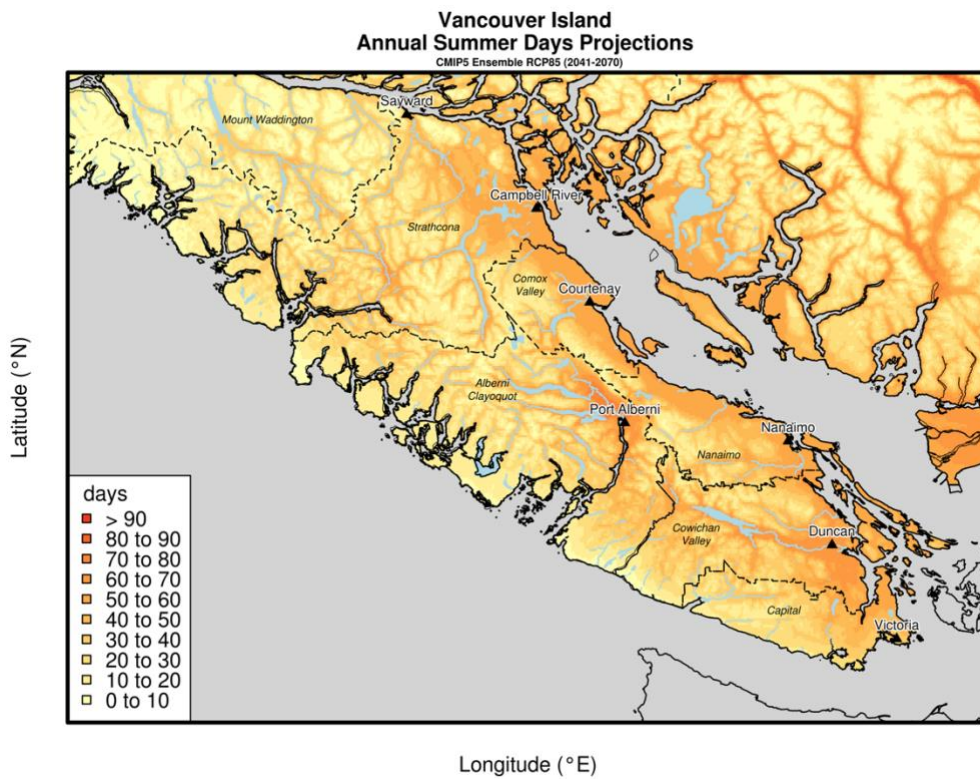 Vancouver Island
Annual Summer Days Projections
CMIP5 Ensemble RCP85 (2041-2070)
Sayward
Mount Waddington
Campbell River
Strathcona
Comox
Valley
Courtenay
Alberni
Clayoquot
Port Alberni
Nanaimo
Nanaimo
Cowichan
Valley
Duncan
Capital
Victoria
Latitude (°N)
days
> 90
80 to 90
70 to 80
60 to 70
50 to 60
40 to 50
30 to 40
20 to 30
10 to 20
0 to 10
Longitude (°E)